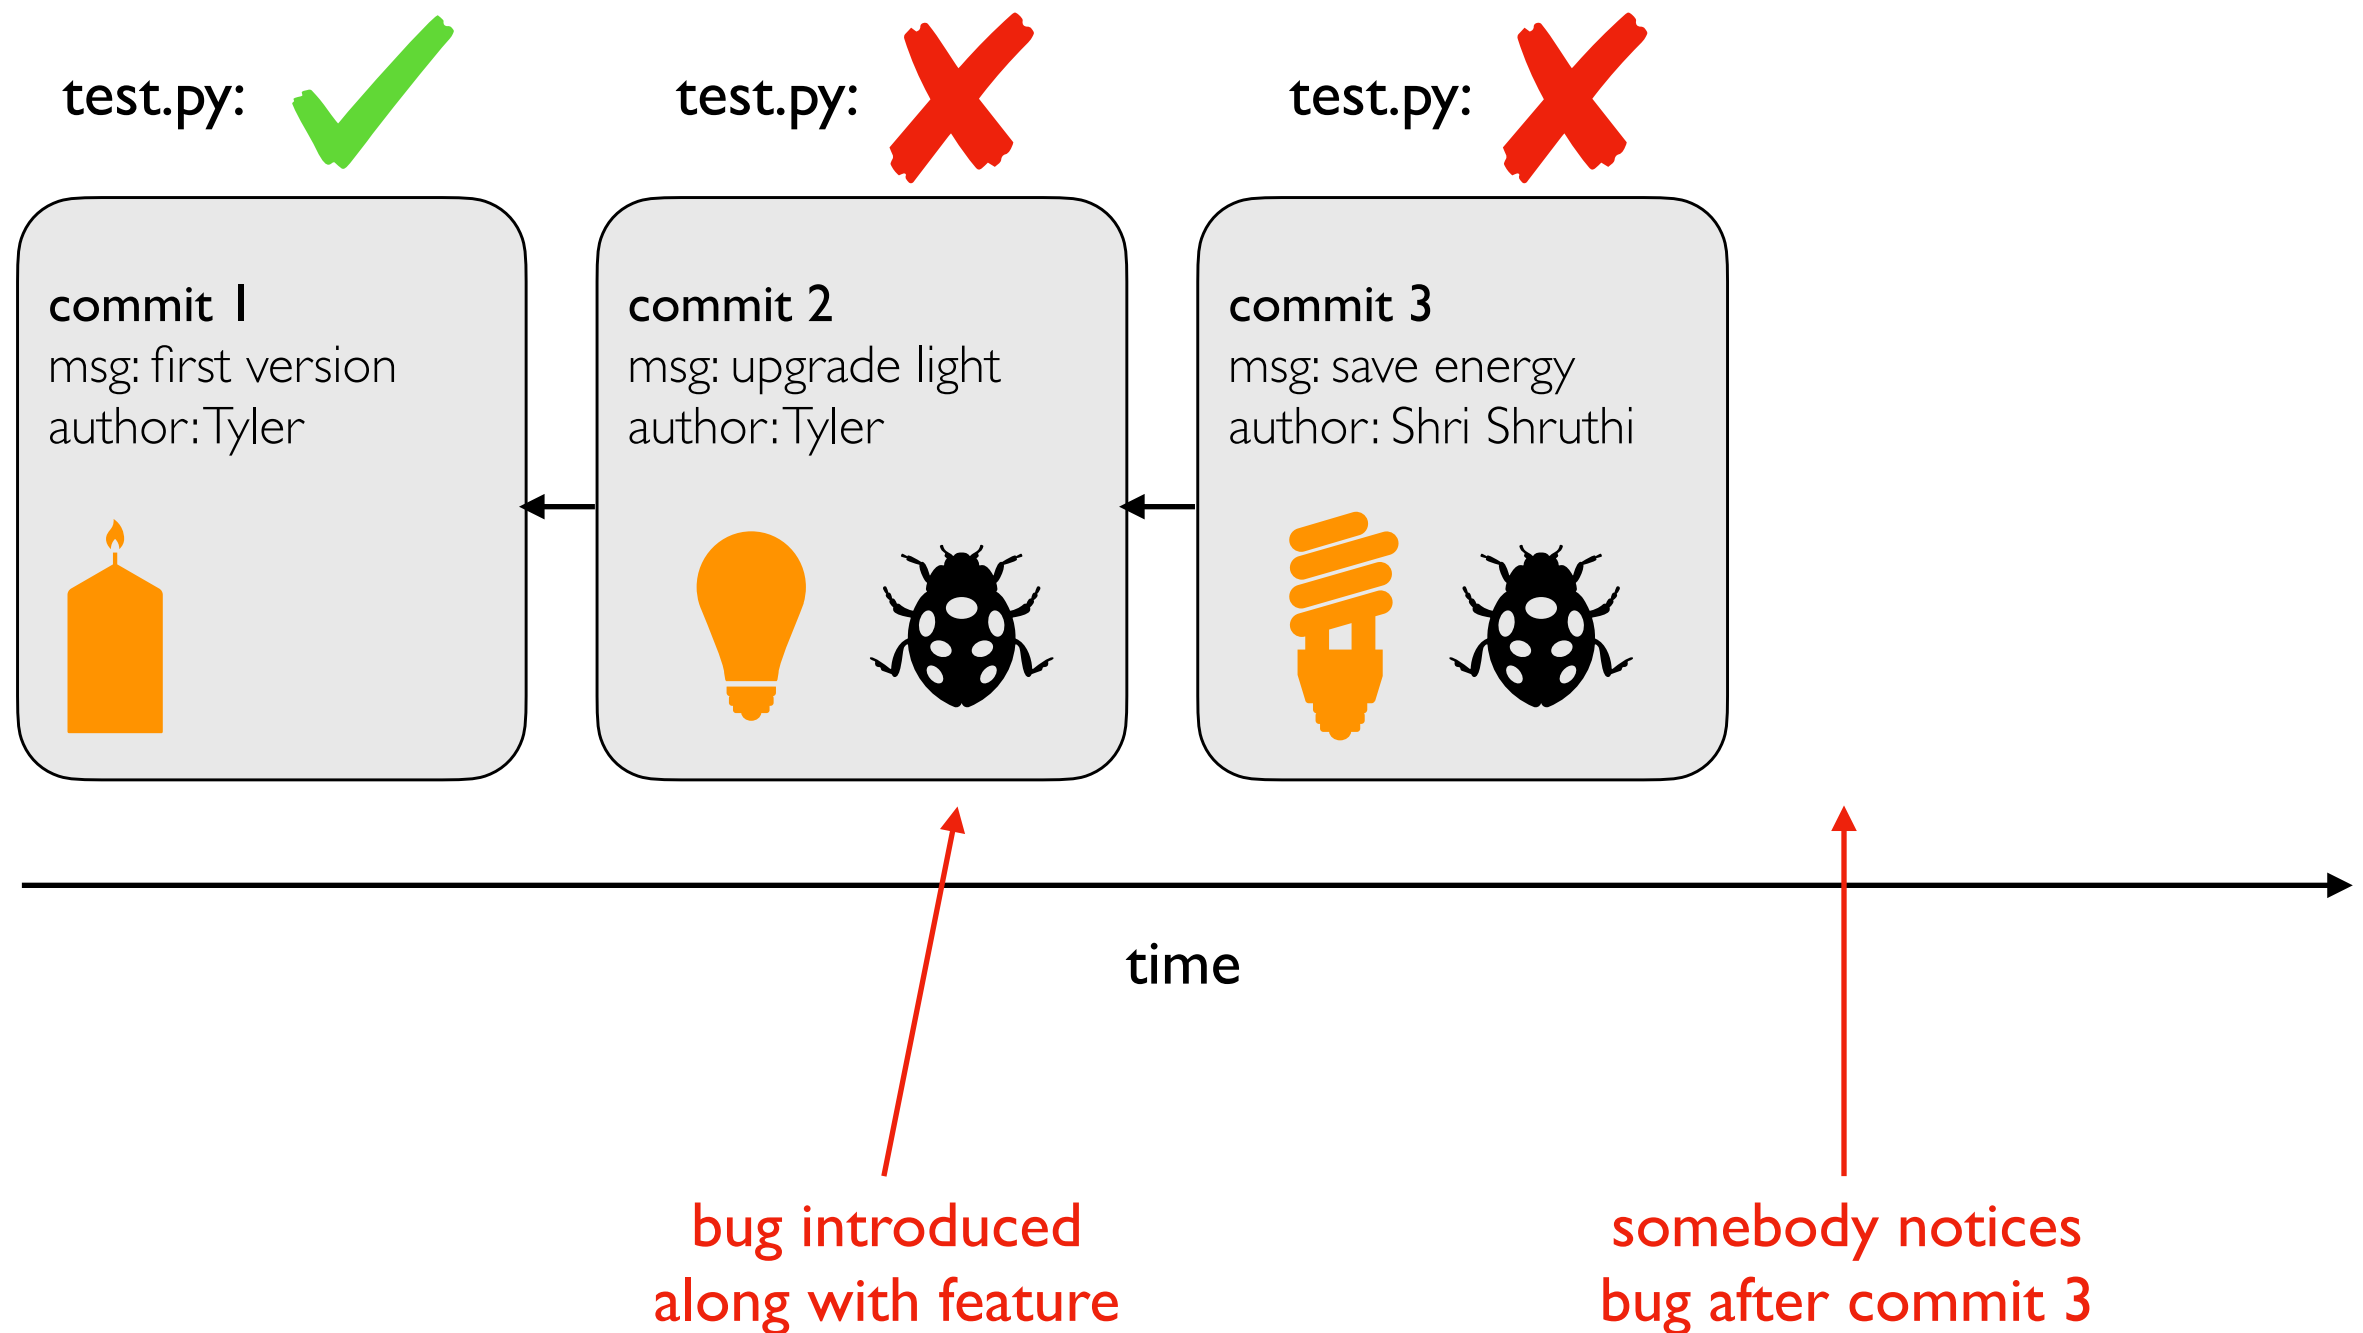 test.py:
test.py:
test.py:
commit 1
msg: first version
author: Tyler
commit 2
msg: upgrade light
author: Tyler
commit 3
msg: save energy
author: Shri Shruthi
time
bug introduced
along with feature
somebody notices
bug after commit 3